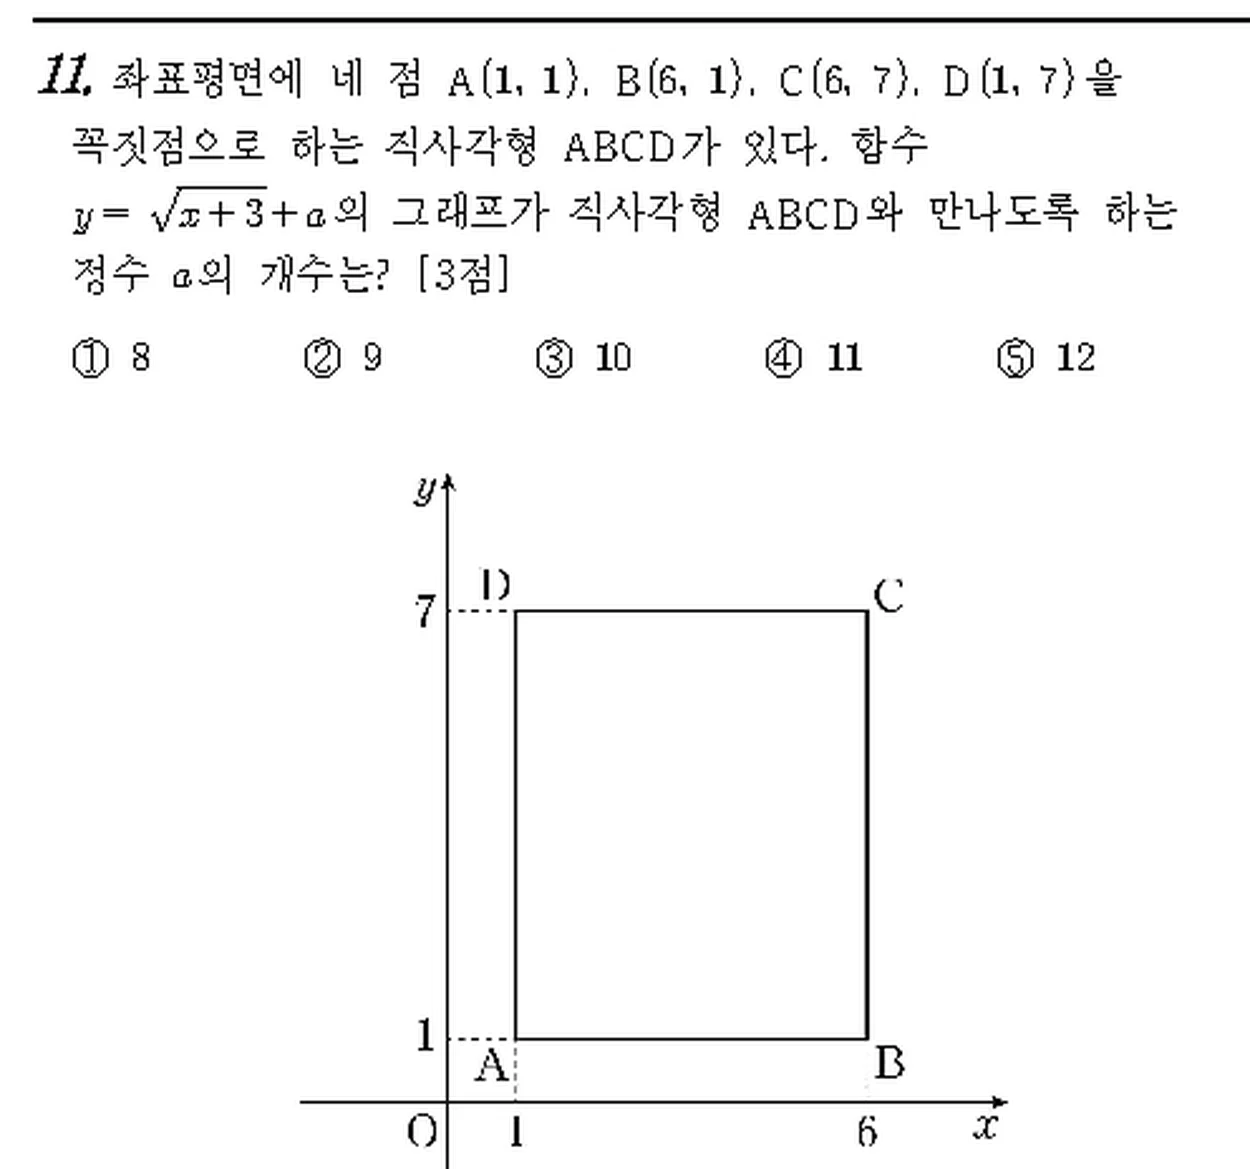 11. 좌표평면에 네 점 A(1, 1), B(6, 1), C(6, 7), D(1, 7)을
꼭짓점으로 하는 직사각형 ABCD가 있다. 함수
y= √x+3+a의 그래프가 직사각형 ABCD와 만나도록 하는
정수 a의 개수는? [3점]
① 8 ② 9 ③ 10 ④ 11 ⑤ 12
y
D C
7
1
A B
O 1 6 x